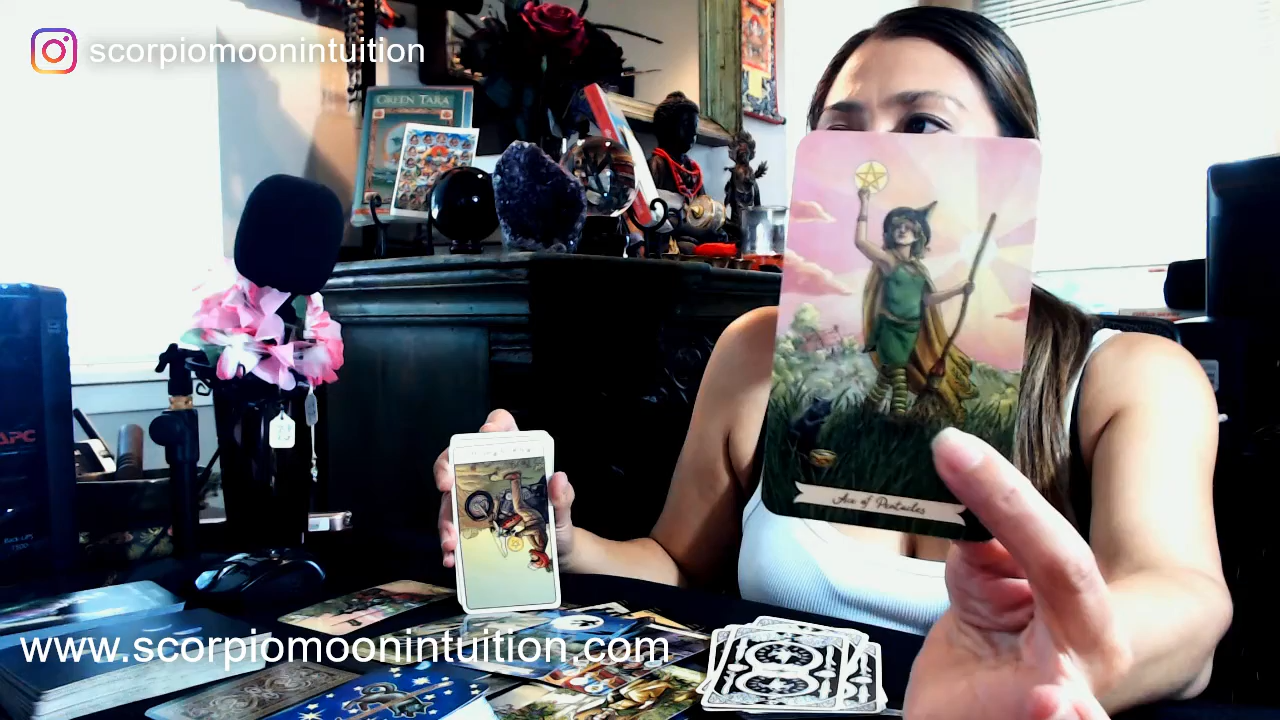 scorpiomoonintuition
GREEN TARA
APC
Ace of Pentacles
www.scorpiomoonintuition.com